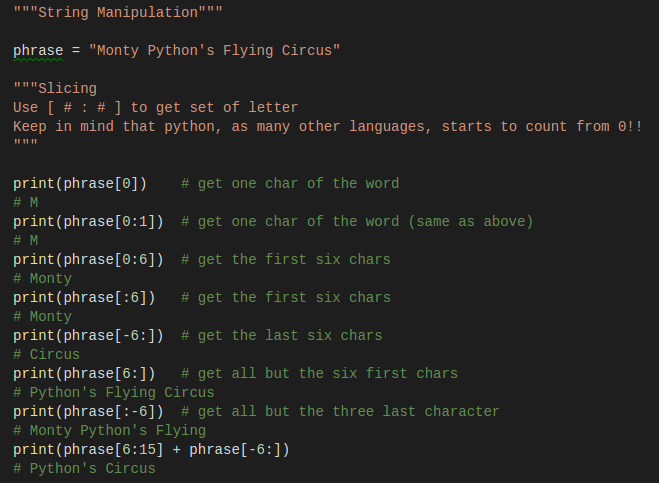 """String Manipulation"""
phrase = "Monty Python's Flying Circus"
"""Slicing
Use [ # : # ] to get set of letter
Keep in mind that python, as many other languages, starts to count from 0!!
"""
print(phrase[0])    # get one char of the word
# M
print(phrase[0:1])  # get one char of the word (same as above)
# M
print(phrase[0:6])  # get the first six chars
# Monty
print(phrase[:6])   # get the first six chars
# Monty
print(phrase[-6:])  # get the last six chars
# Circus
print(phrase[6:])   # get all but the six first chars
# Python's Flying Circus
print(phrase[:-6])  # get all but the three last character
# Monty Python's Flying
print(phrase[6:15] + phrase[-6:])
# Python's Circus